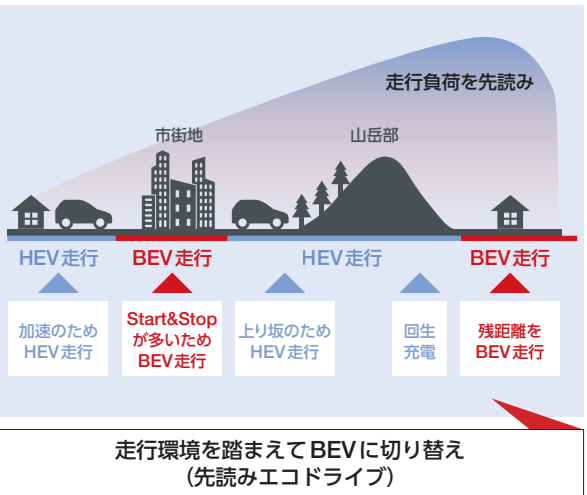 走行負荷を先読み
市街地
山岳部
HEV走行
BEV走行
HEV走行
BEV走行
加速のため
HEV走行
Start&Stop
が多いため
BEV走行
上り坂のため
HEV走行
回生
充電
残距離を
BEV走行
走行環境を踏まえてBEVに切り替え
（先読みエコドライブ）